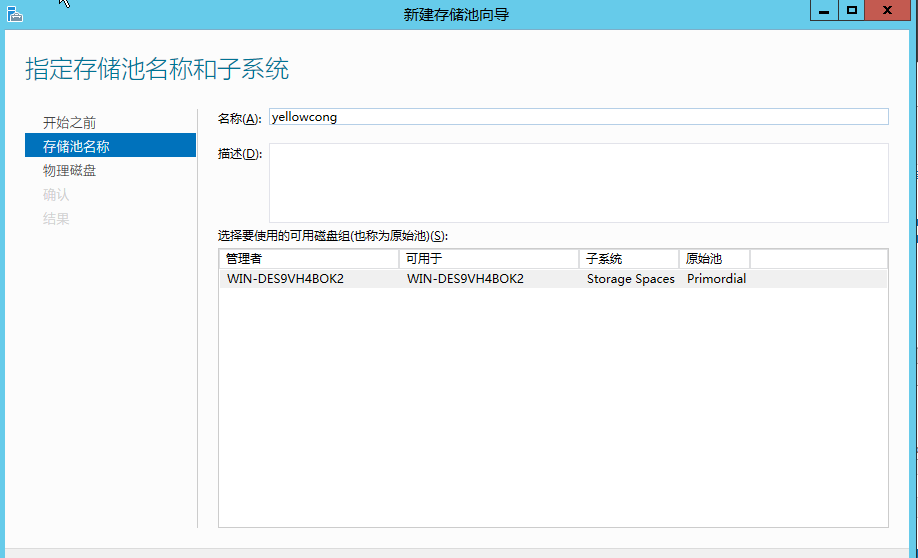 新建存储池向导
指定存储池名称和子系统
开始之前
存储池名称
物理磁盘
确认
结果
名称(A):
yellowcong
描述(D):
选择要使用的可用磁盘组(也称为原始池)(S):
管理者 可用于 子系统 原始池
WIN-DES9VH4BOK2 WIN-DES9VH4BOK2 Storage Spaces Primordial